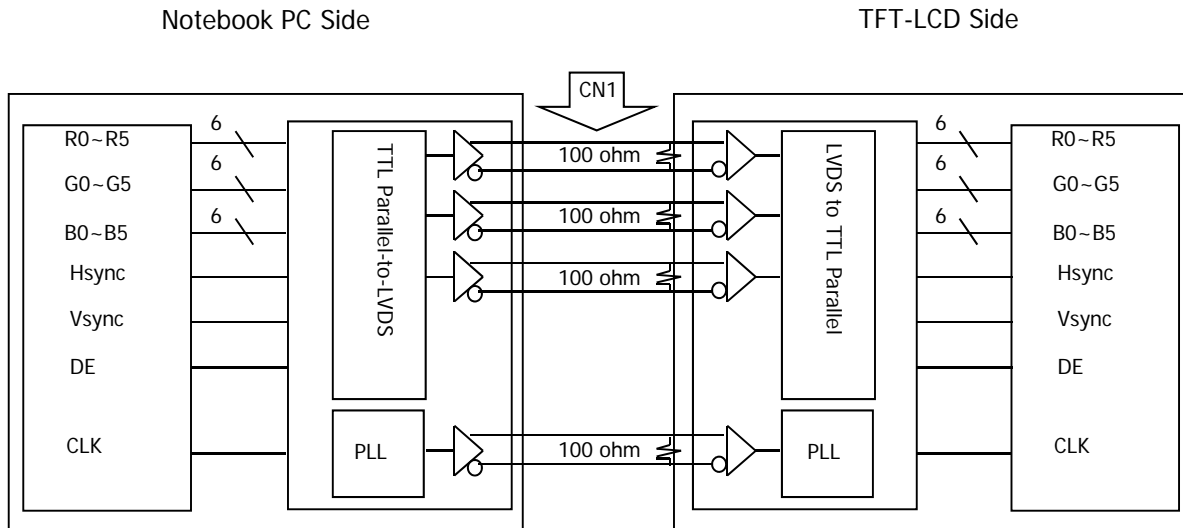 Notebook PC Side
TFT-LCD Side
CN1
R0~R5
6
G0~G5
6
B0~B5
6
Hsync
Vsync
DE
CLK
TTL Parallel-to-LVDS
PLL
100 ohm
100 ohm
100 ohm
100 ohm
LVDS to TTL Parallel
PLL
6
R0~R5
6
G0~G5
6
B0~B5
Hsync
Vsync
DE
CLK